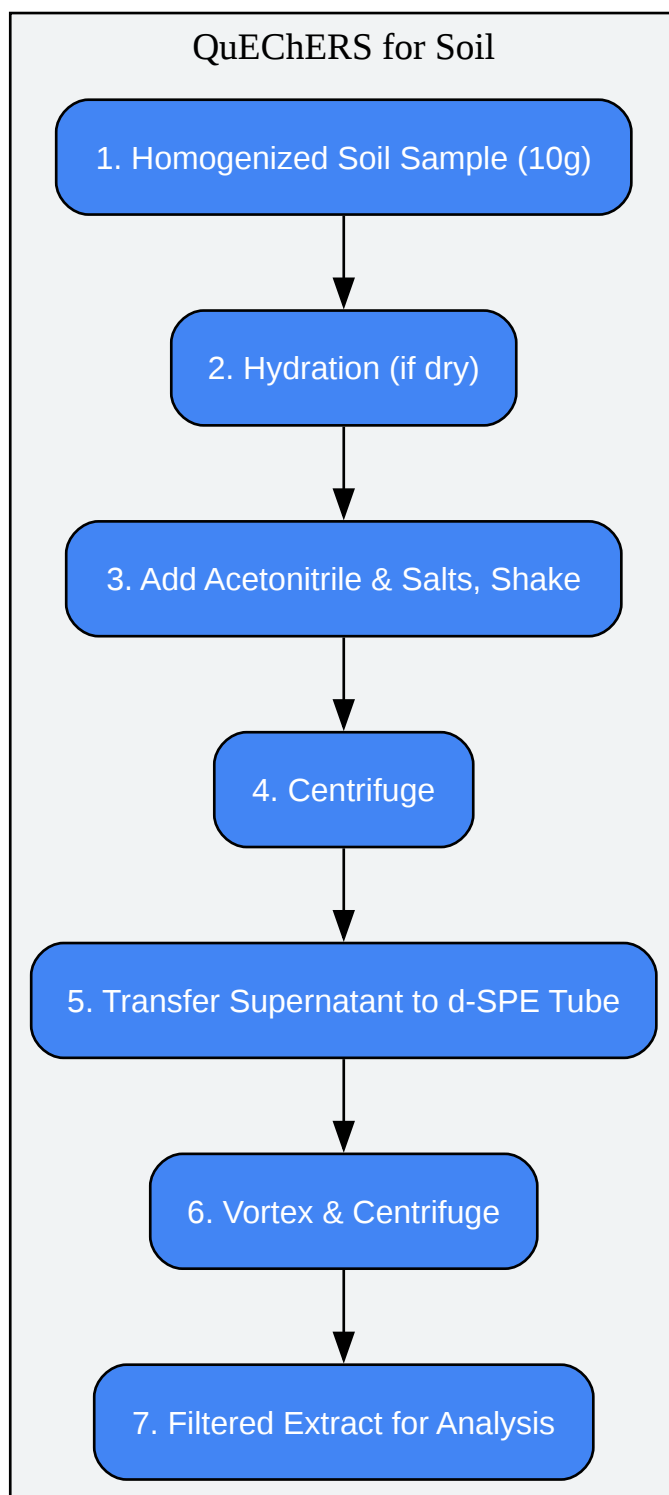 QuEChERS for Soil
1. Homogenized Soil Sample (10g)
2. Hydration (if dry)
3. Add Acetonitrile & Salts, Shake
4. Centrifuge
5. Transfer Supernatant to d-SPE Tube
6. Vortex & Centrifuge
7. Filtered Extract for Analysis